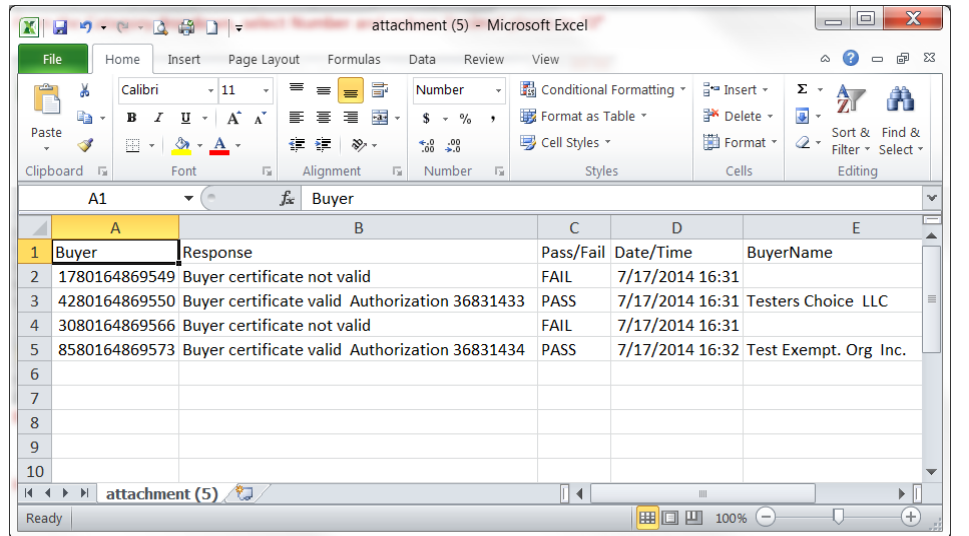 attachment (5) - Microsoft Excel
File Home Insert Page Layout Formulas Data Review View
Calibri 11 Number Conditional Formatting Insert Σ
Paste B I U A A $ % , Format as Table Delete Sort & Find &
Cell Styles Format Filter Select
Clipboard Font Alignment Number Styles Cells Editing
A1 fx Buyer
A B C D E
1 Buyer Response Pass/Fail Date/Time BuyerName
2 1780164869549 Buyer certificate not valid FAIL 7/17/2014 16:31
3 4280164869550 Buyer certificate valid Authorization 36831433 PASS 7/17/2014 16:31 Testers Choice LLC
4 3080164869566 Buyer certificate not valid FAIL 7/17/2014 16:31
5 8580164869573 Buyer certificate valid Authorization 36831434 PASS 7/17/2014 16:32 Test Exempt. Org Inc.
6
7
8
9
10
attachment (5)
Ready 100%